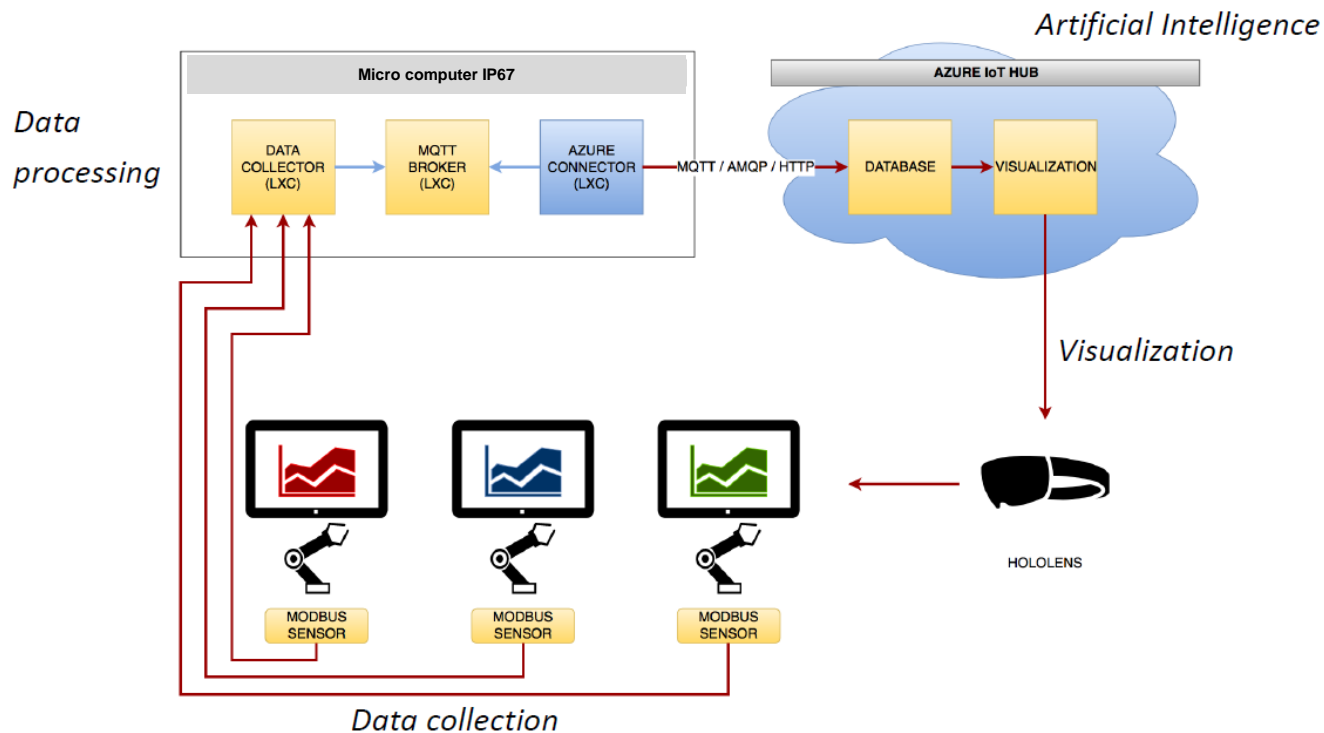 Artificial Intelligence
Micro computer IP67
AZURE IoT HUB
Data
processing
DATA
COLLECTOR
(LXC)
MQTT
BROKER
(LXC)
AZURE
CONNECTOR
(LXC)
MQTT / AMQP / HTTP
DATABASE
VISUALIZATION
Visualization
HOLOLENS
MODBUS
SENSOR
MODBUS
SENSOR
MODBUS
SENSOR
Data collection